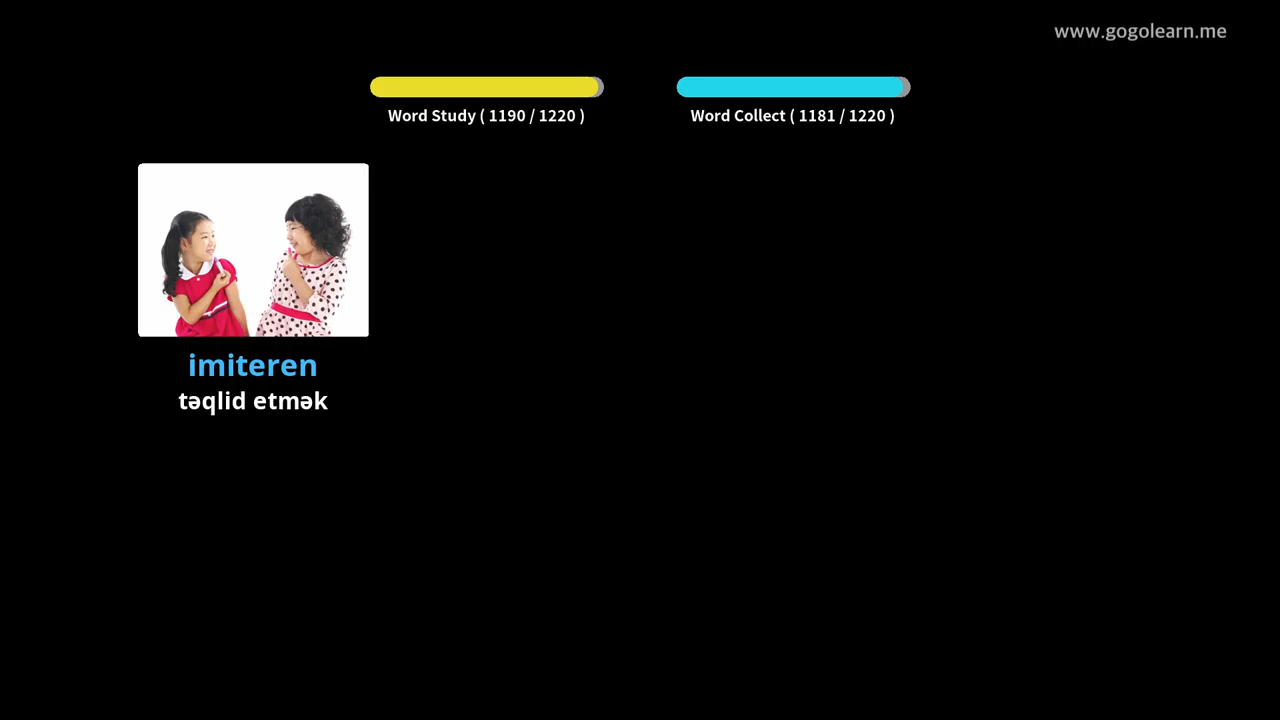 www.gogolearn.me
Word Study ( 1190 / 1220 )
Word Collect ( 1181 / 1220 )
imiteren
təqlid etmək